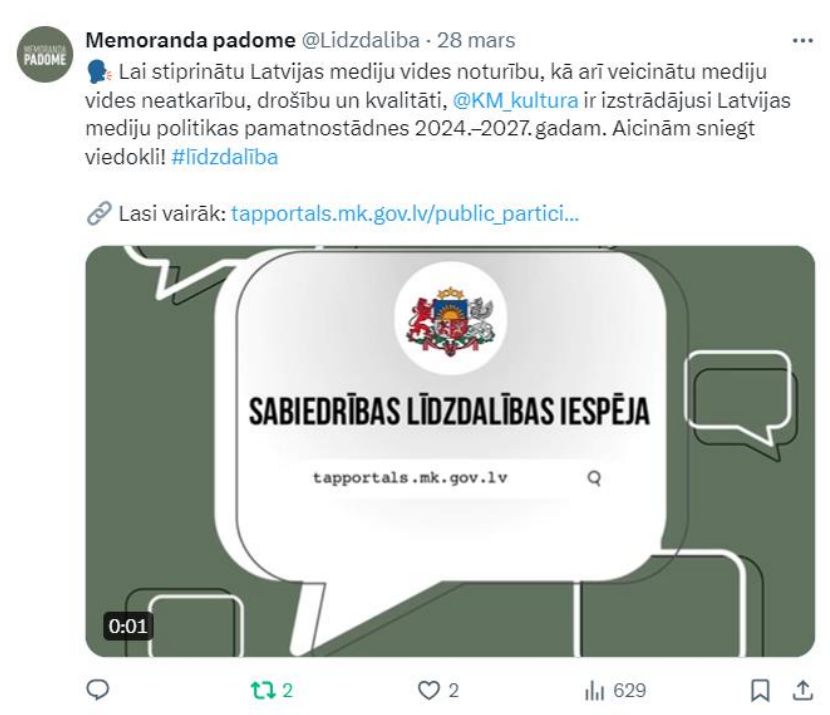 MEMORANDA
PADOME
Memoranda padome @Lidzdaliba · 28 mars
Lai stiprinātu Latvijas mediju vides noturību, kā arī veicinātu mediju
vides neatkarību, drošību un kvalitāti, @KM_kultura ir izstrādājusi Latvijas
mediju politikas pamatnostādnes 2024.–2027.gadam. Aicinām sniegt
viedokli! #līdzdalība
Lasi vairāk: tapportals.mk.gov.lv/public_partici...
SABIEDRĪBAS LĪDZDALĪBAS IESPĒJA
tapportals.mk.gov.lv
0:01
2 2 629